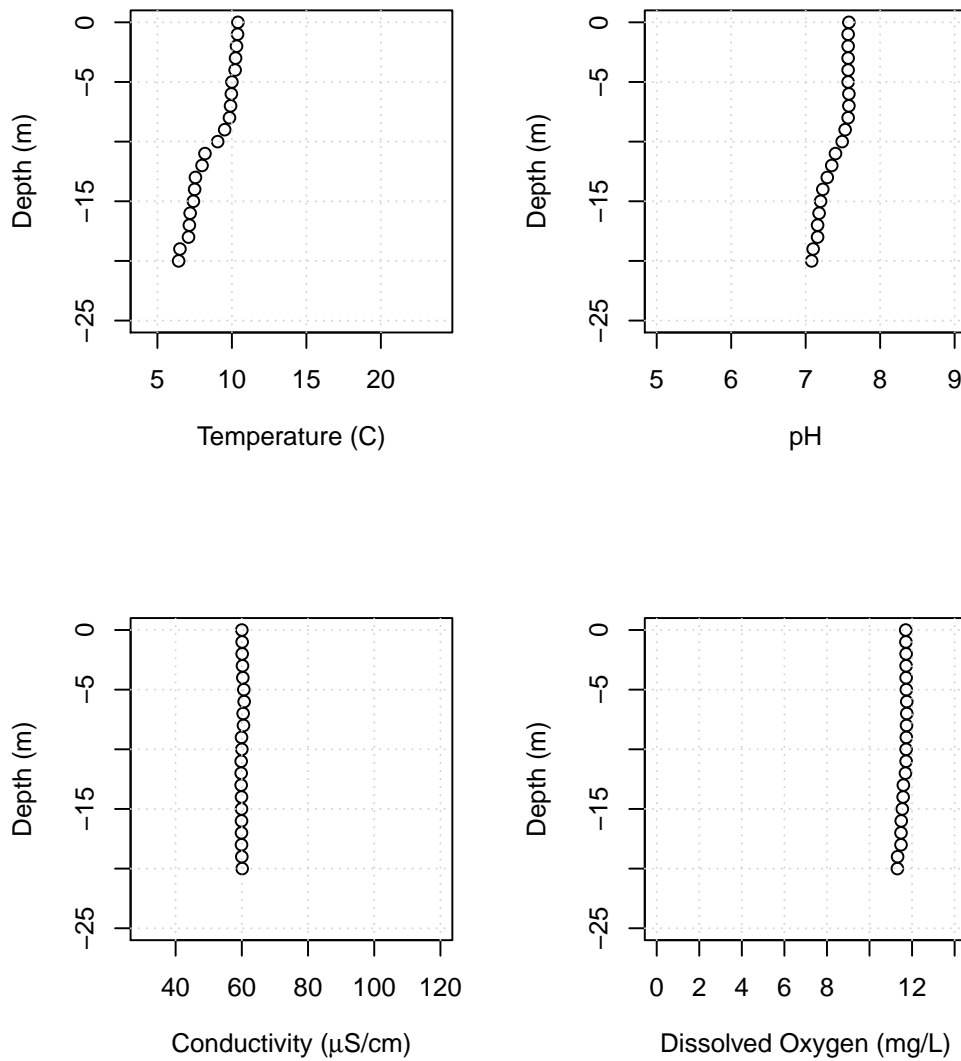 0
−5
−15
−25
Depth (m)
5 10 15 20
Temperature (C)
0
−5
−15
−25
Depth (m)
5 6 7 8 9
pH
0
−5
−15
−25
Depth (m)
40 60 80 100 120
Conductivity (μS/cm)
0
−5
−15
−25
Depth (m)
0 2 4 6 8 12
Dissolved Oxygen (mg/L)